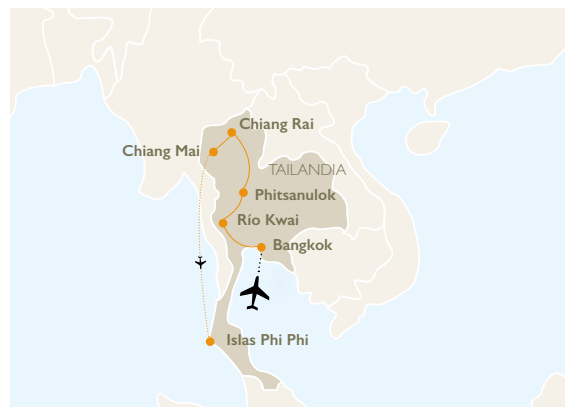 Chiang Rai
Chiang Mai
TAILANDIA
Phitsanulok
Río Kwai
Bangkok
Islas Phi Phi